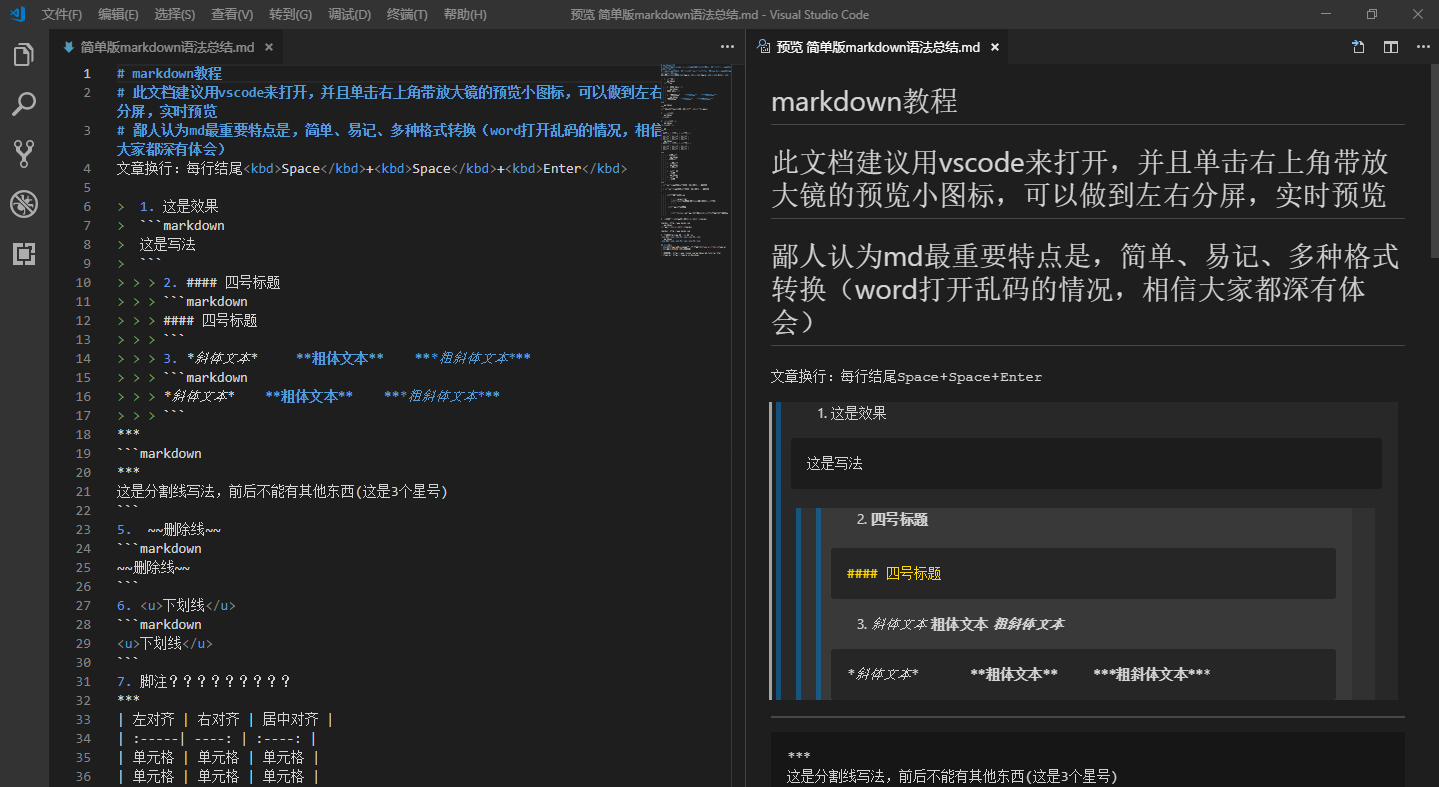 文件(F) 编辑(E) 选择(S) 查看(V) 转到(G) 调试(D) 终端(T) 帮助(H) 预览 简单版markdown语法总结.md - Visual Studio Code
简单版markdown语法总结.md
1 # markdown教程
2 # 此文档建议用vscode来打开，并且单击右上角带放大镜的预览小图标，可以做到左右
分屏，实时预览
3 # 鄙人认为md最重要特点是，简单、易记、多种格式转换（word打开乱码的情况，相信
大家都深有体会）
4 文章换行：每行结尾<kbd>Space</kbd>+<kbd>Space</kbd>+<kbd>Enter</kbd>
5
6 > 1. 这是效果
7 > ```markdown
8 > 这是写法
9 > ```
10 > > > 2. #### 四号标题
11 > > > ```markdown
12 > > > #### 四号标题
13 > > > ```
14 > > > 3. *斜体文本* **粗体文本** ***粗斜体文本***
15 > > > ```markdown
16 > > > *斜体文本* **粗体文本** ***粗斜体文本***
17 > > > ```
18 ***
19 ```markdown
20 ***
21 这是分割线写法，前后不能有其他东西(这是3个星号)
22 ```
23 5. ~~删除线~~
24 ```markdown
25 ~~删除线~~
26 ```
27 6. <u>下划线</u>
28 ```markdown
29 <u>下划线</u>
30 ```
31 7. 脚注？？？？？？？？？
32 ***
33 | 左对齐 | 右对齐 | 居中对齐 |
34 | :-----| ----: | :----: |
35 | 单元格 | 单元格 | 单元格 |
36 | 单元格 | 单元格 | 单元格 |
预览 简单版markdown语法总结.md
markdown教程
此文档建议用vscode来打开，并且单击右上角带放
大镜的预览小图标，可以做到左右分屏，实时预览
鄙人认为md最重要特点是，简单、易记、多种格式
转换（word打开乱码的情况，相信大家都深有体
会）
文章换行：每行结尾Space+Space+Enter
1. 这是效果
这是写法
2. 四号标题
#### 四号标题
3. 斜体文本 粗体文本 粗斜体文本
*斜体文本* **粗体文本** ***粗斜体文本***
***
这是分割线写法，前后不能有其他东西(这是3个星号)